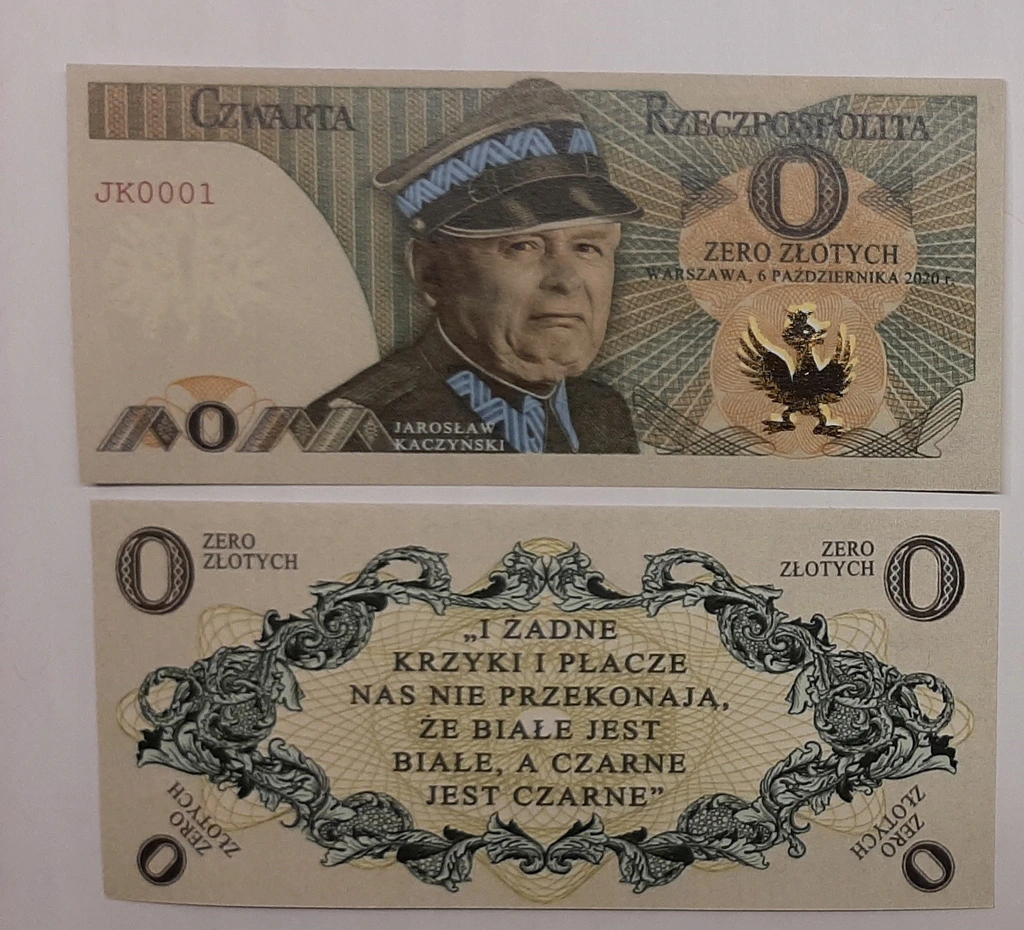 CZWARTA RZECZPOSPOLITA
JK0001
0
ZERO ZŁOTYCH
WARSZAWA, 6 PAŹDZIERNIKA 2020 r.
0
JAROSŁAW
KACZYŃSKI
0
ZERO
ZŁOTYCH
ZERO
ZŁOTYCH
0
„I ŻADNE
KRZYKI I PŁACZE
NAS NIE PRZEKONAJĄ,
ŻE BIAŁE JEST
BIAŁE, A CZARNE
JEST CZARNE”
0
ZERO
ZŁOTYCH
ZERO
ZŁOTYCH
0